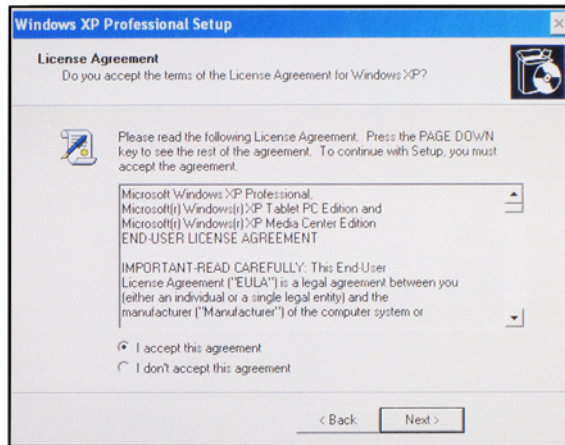 Windows XP Professional Setup
License Agreement
Do you accept the terms of the License Agreement for Windows XP?
Please read the following License Agreement. Press the PAGE DOWN
key to see the rest of the agreement. To continue with Setup, you must
accept the agreement.
Microsoft Windows XP Professional,
Microsoft(r) Windows(r) XP Tablet PC Edition and
Microsoft(r) Windows(r) XP Media Center Edition
END-USER LICENSE AGREEMENT
IMPORTANT-READ CAREFULLY: This End-User
License Agreement ("EULA") is a legal agreement between you
(either an individual or a single legal entity) and the
manufacturer ("Manufacturer") of the computer system or
I accept this agreement
I don't accept this agreement
< Back
Next >